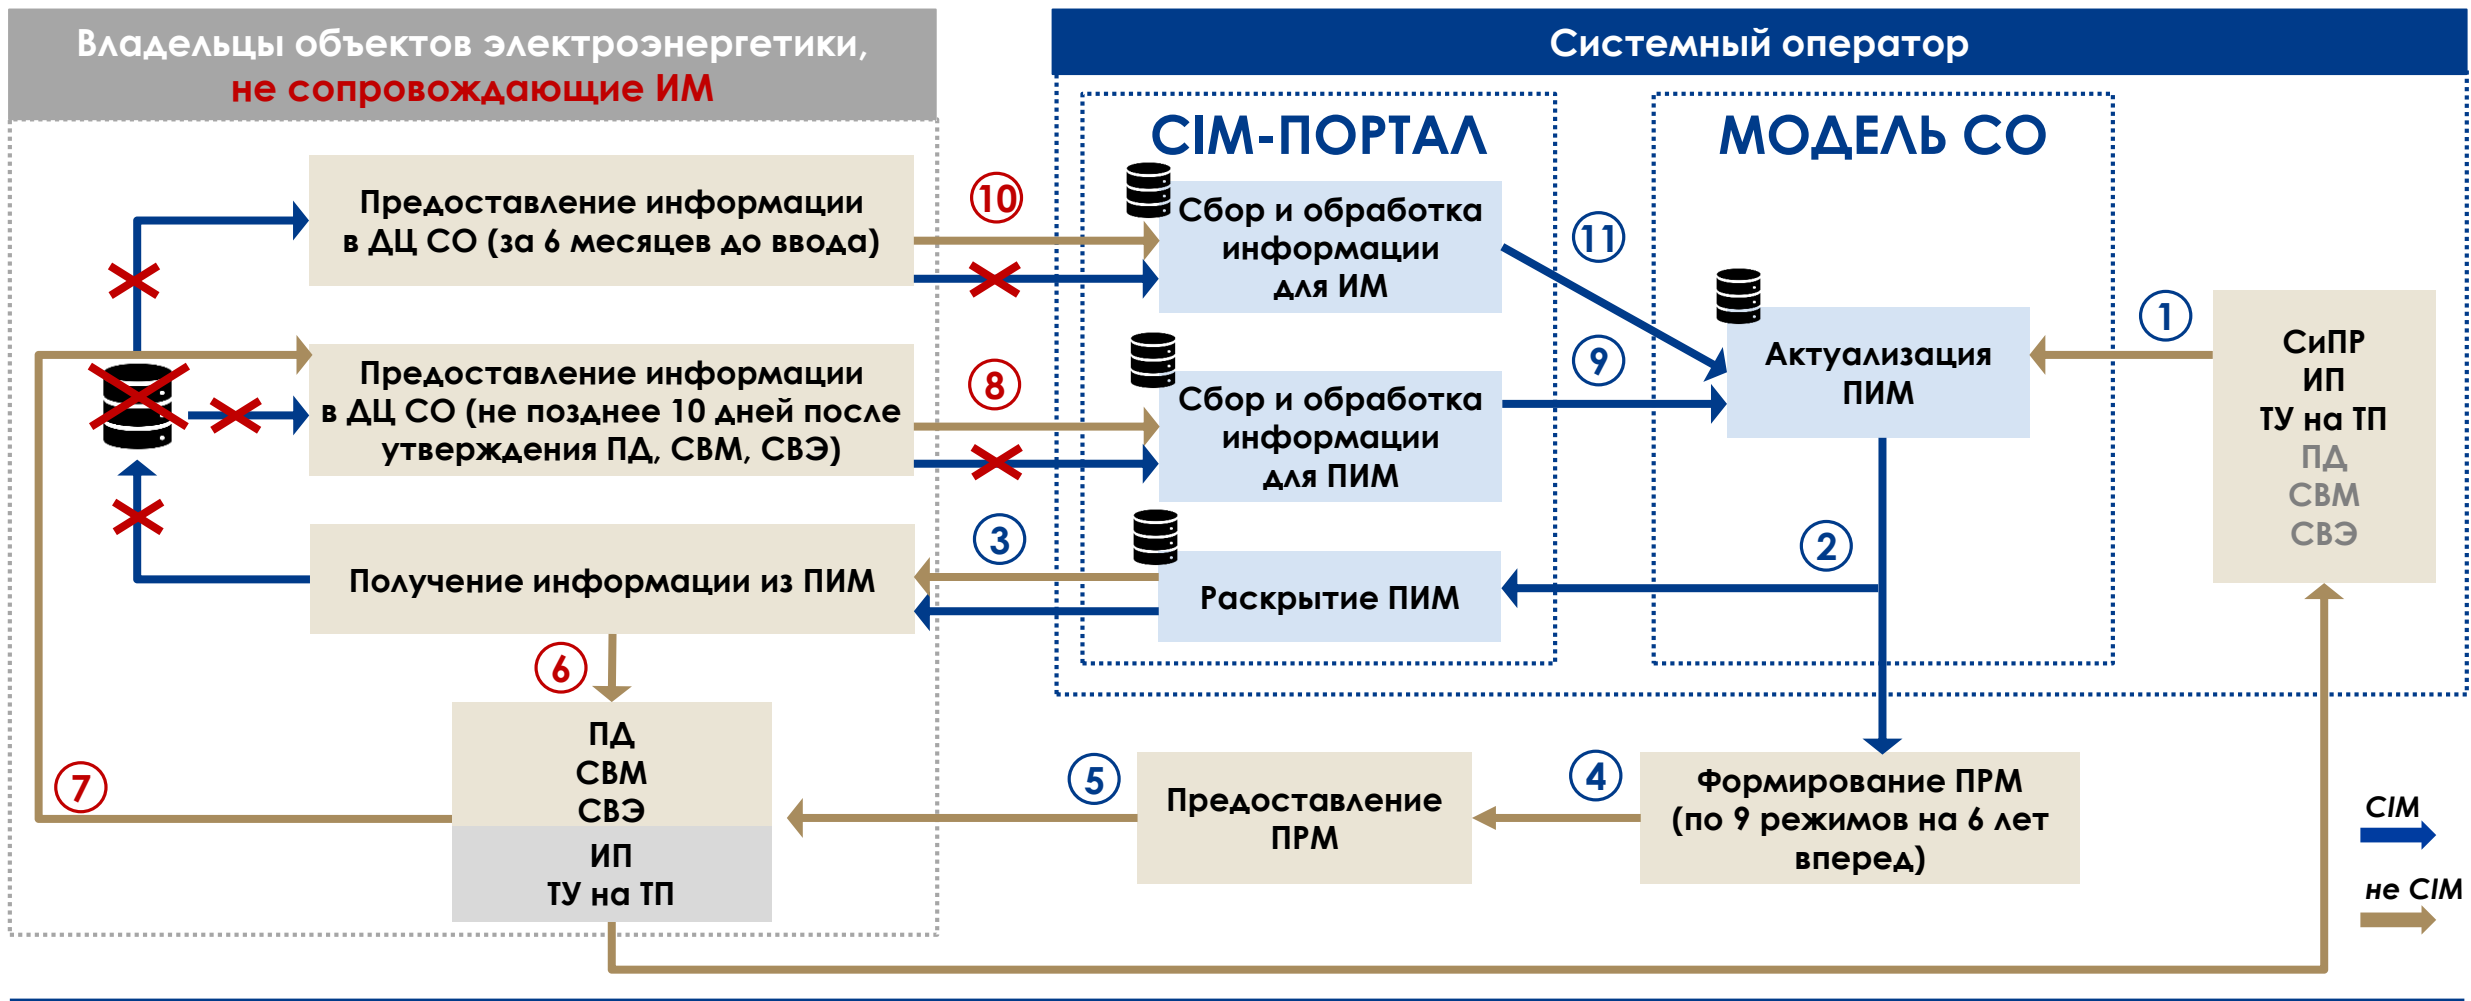 Владельцы объектов электроэнергетики,
не сопровождающие ИМ
Системный оператор
CIM-ПОРТАЛ
МОДЕЛЬ СО
Предоставление информации
в ДЦ СО (за 6 месяцев до ввода)
10
Сбор и обработка
информации
для ИМ
11
Предоставление информации
в ДЦ СО (не позднее 10 дней после
утверждения ПД, СВМ, СВЭ)
8
Сбор и обработка
информации
для ПИМ
9
Актуализация
ПИМ
1
СиПР
ИП
ТУ на ТП
ПД
СВМ
СВЭ
Получение информации из ПИМ
3
Раскрытие ПИМ
2
6
ПД
СВМ
СВЭ
ИП
ТУ на ТП
7
5
Предоставление
ПРМ
4
Формирование ПРМ
(по 9 режимов на 6 лет
вперед)
CIM
не CIM